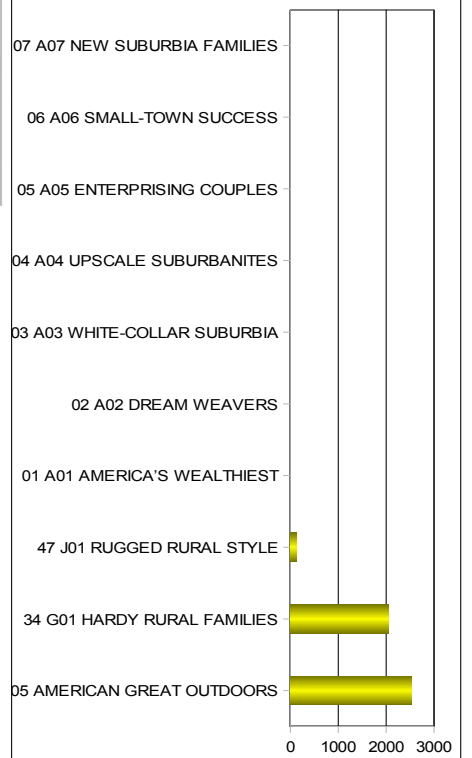 07 A07 NEW SUBURBIA FAMILIES
06 A06 SMALL-TOWN SUCCESS
05 A05 ENTERPRISING COUPLES
04 A04 UPSCALE SUBURBANITES
03 A03 WHITE-COLLAR SUBURBIA
02 A02 DREAM WEAVERS
01 A01 AMERICA’S WEALTHIEST
47 J01 RUGGED RURAL STYLE
34 G01 HARDY RURAL FAMILIES
05 AMERICAN GREAT OUTDOORS
0 1000 2000 3000